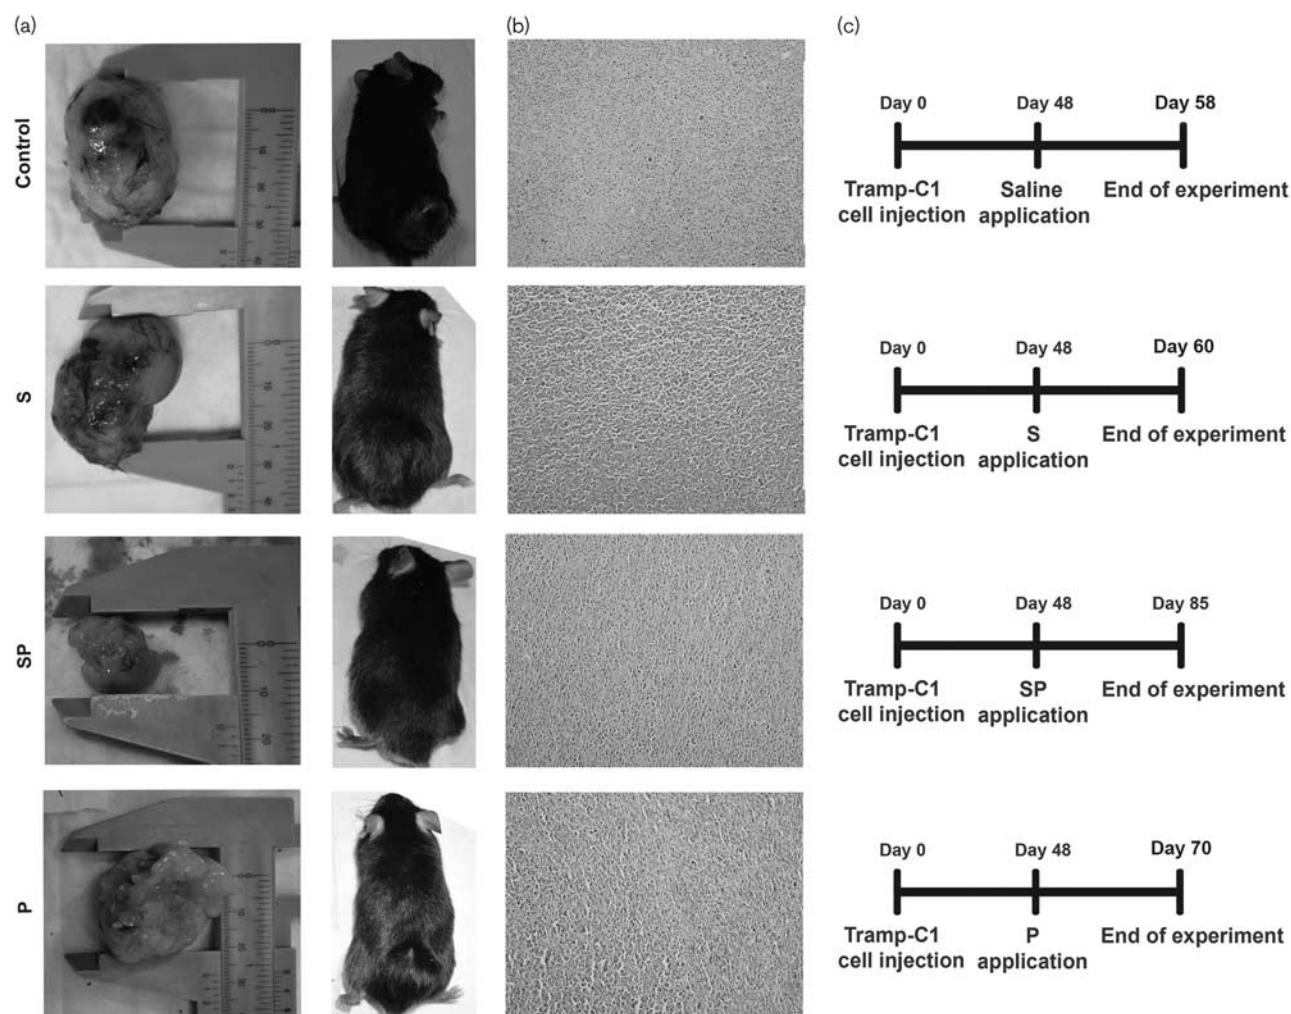 (a)
(b)
(c)
Control
Day 0
Day 48
Day 58
Tramp-C1
cell injection
Saline
application
End of experiment
S
Day 0
Day 48
Day 60
Tramp-C1
cell injection
S
application
End of experiment
SP
Day 0
Day 48
Day 85
Tramp-C1
cell injection
SP
application
End of experiment
P
Day 0
Day 48
Day 70
Tramp-C1
cell injection
P
application
End of experiment